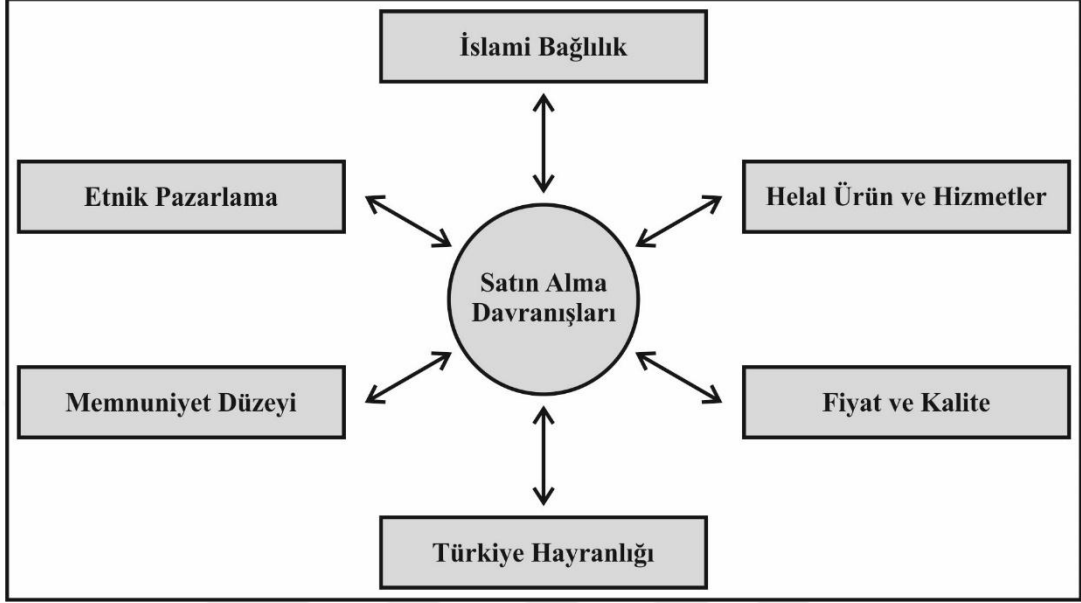 İslami Bağlılık
Etnik Pazarlama
Helal Ürün ve Hizmetler
Satın Alma
Davranışları
Memnuniyet Düzeyi
Fiyat ve Kalite
Türkiye Hayranlığı